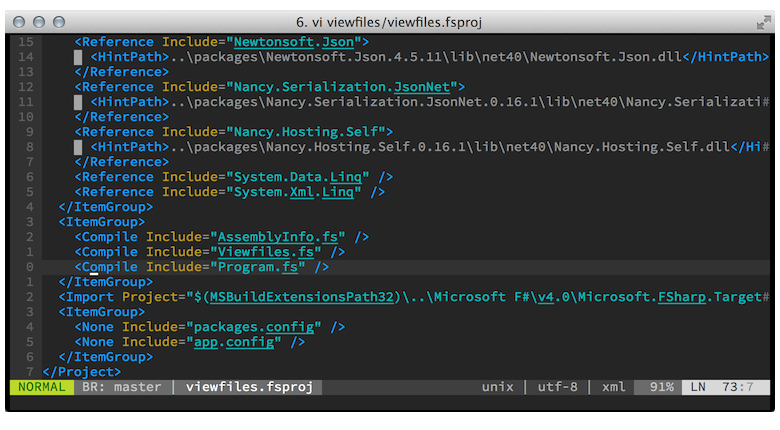 6. vi viewfiles/viewfiles.fsproj
15 <Reference Include="Newtonsoft.Json">
14 <HintPath>..\packages\Newtonsoft.Json.4.5.11\lib\net40\Newtonsoft.Json.dll</HintPath>
13 </Reference>
12 <Reference Include="Nancy.Serialization.JsonNet">
11 <HintPath>..\packages\Nancy.Serialization.JsonNet.0.16.1\lib\net40\Nancy.Serializati#
10 </Reference>
9 <Reference Include="Nancy.Hosting.Self">
8 <HintPath>..\packages\Nancy.Hosting.Self.0.16.1\lib\net40\Nancy.Hosting.Self.dll</Hi#
7 </Reference>
6 <Reference Include="System.Data.Linq" />
5 <Reference Include="System.Xml.Linq" />
4 </ItemGroup>
3 <ItemGroup>
2 <Compile Include="AssemblyInfo.fs" />
1 <Compile Include="Viewfiles.fs" />
0 <Compile Include="Program.fs" />
1 </ItemGroup>
2 <Import Project="$(MSBuildExtensionsPath32)\..\Microsoft F#\v4.0\Microsoft.FSharp.Target#
3 <ItemGroup>
4 <None Include="packages.config" />
5 <None Include="app.config" />
6 </ItemGroup>
7 </Project>
NORMAL BR: master | viewfiles.fsproj unix | utf-8 | xml 91% LN 73:7